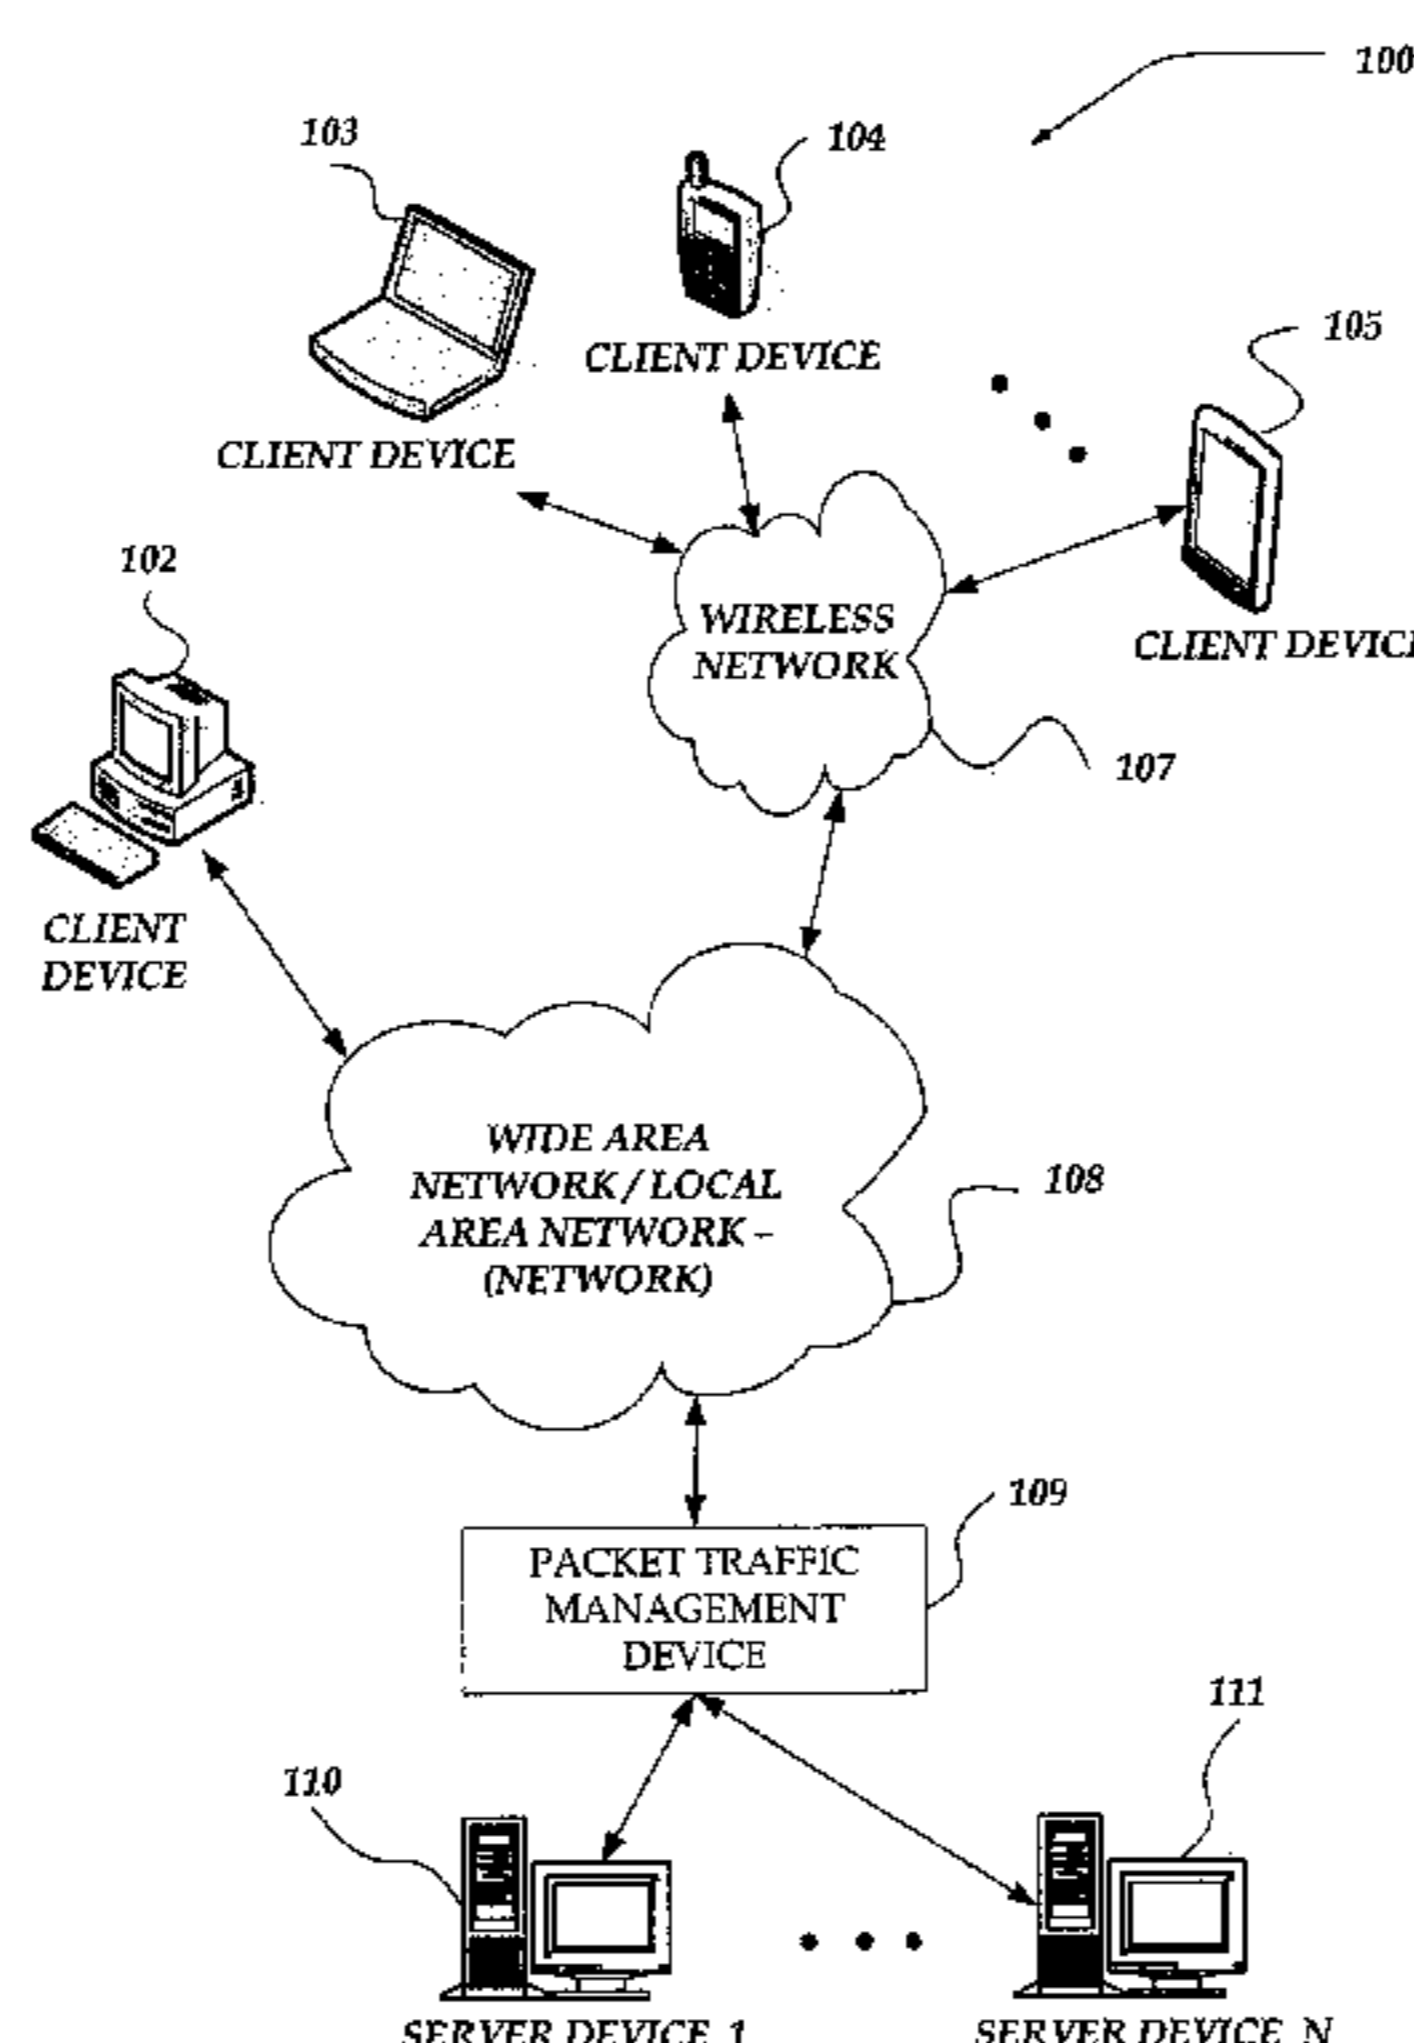 100
103
104
CLIENT DEVICE
105
CLIENT DEVICE
102
WIRELESS
NETWORK
CLIENT DEVICE
107
CLIENT
DEVICE
WIDE AREA
NETWORK / LOCAL
AREA NETWORK –
(NETWORK)
108
109
PACKET TRAFFIC
MANAGEMENT
DEVICE
111
110
SERVER DEVICE 1
SERVER DEVICE N